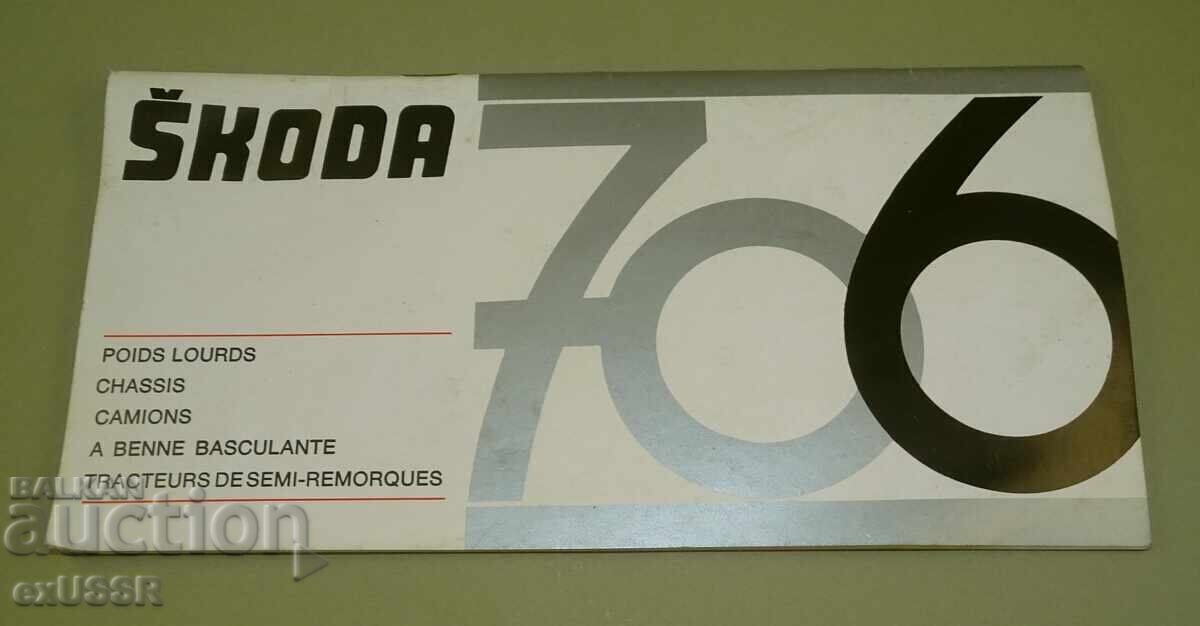 ŠKODA
706
POIDS LOURDS
CHASSIS
CAMIONS
A BENNE BASCULANTE
TRACTEURS DE SEMI-REMORQUES
BALKAN
auction
exUSSR